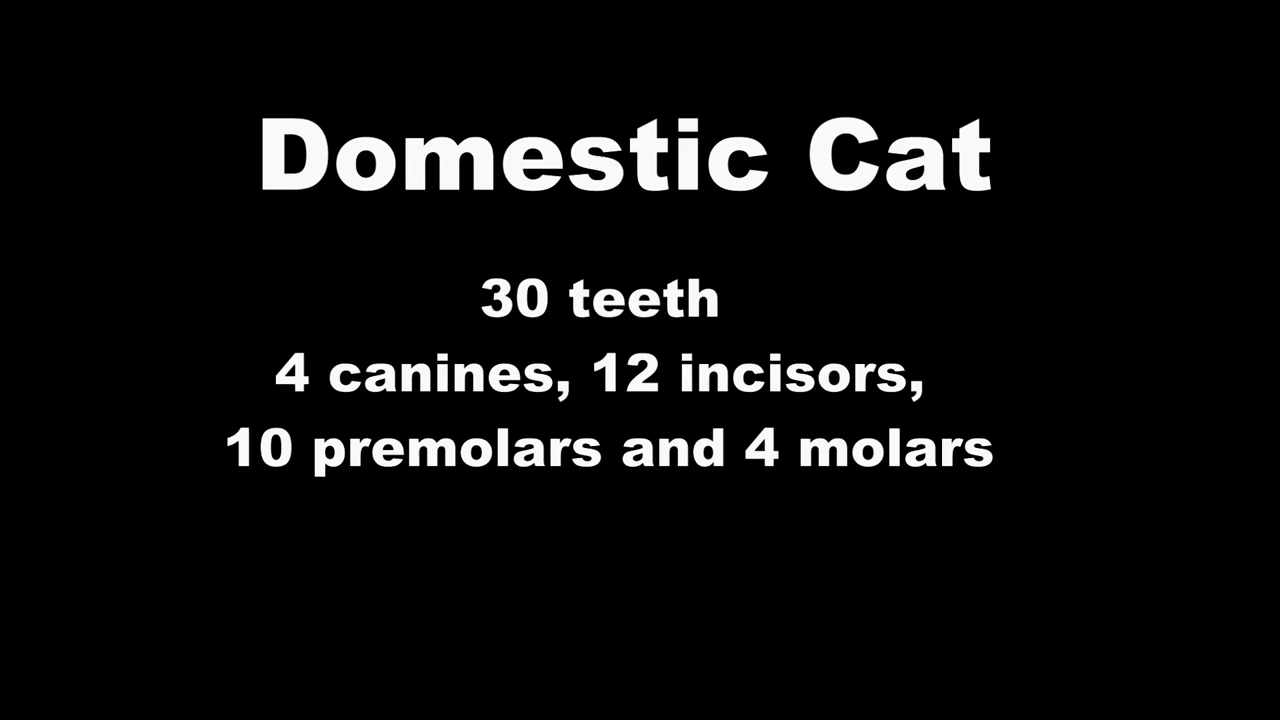 Domestic Cat
30 teeth
4 canines, 12 incisors,
10 premolars and 4 molars